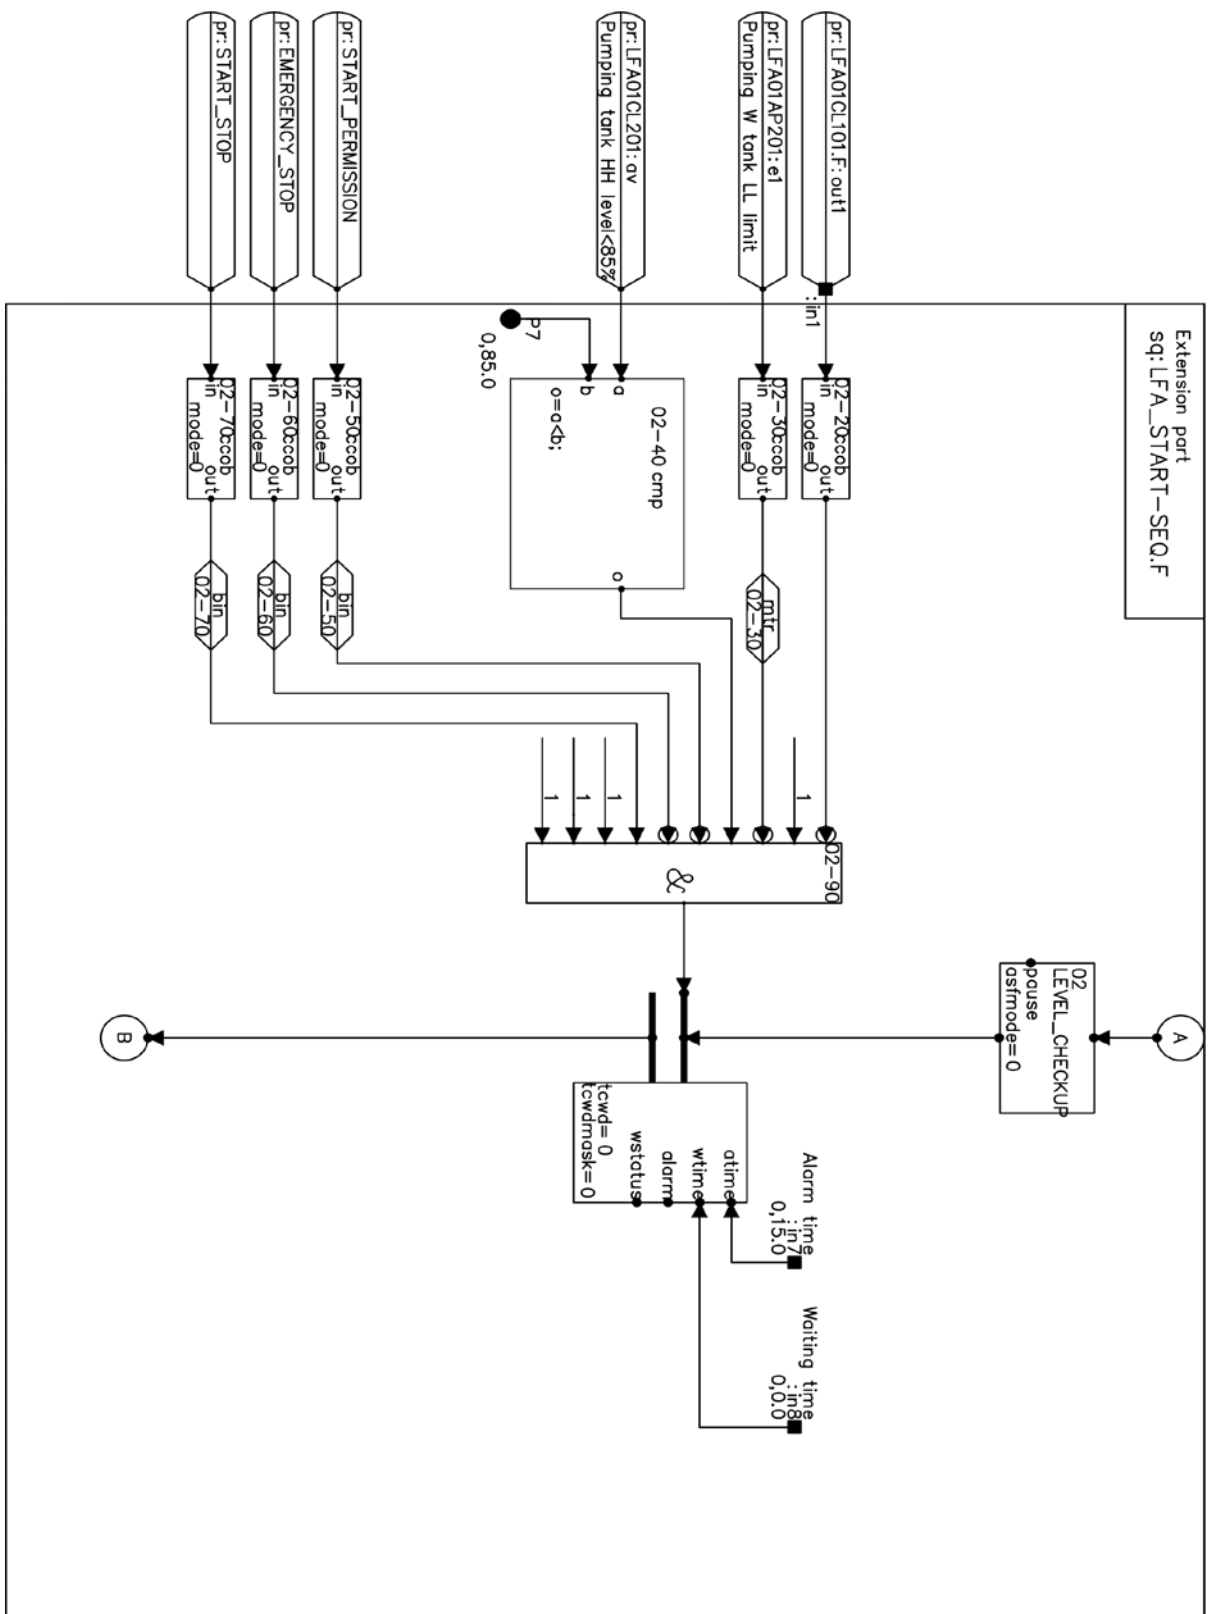 Extension part
sq:LFA_START-SEQ.F
A
02
LEVEL_CHECKUP
pause
asfmode=0
pr:LFA01CL101.F:out1
:in1
02-20ccob
in
out
mode=0
1
pr:LFA01AP201:e1
Pumping W tank LL limit
02-30ccob
in
out
mode=0
mtr
02-30
pr:LFA01CL201:av
Pumping tank HH level<85%
P7
0,85.0
02-40 cmp
a
b
o=a<b;
o
pr:START_PERMISSION
02-50ccob
in
out
mode=0
bin
02-50
pr:EMERGENCY_STOP
02-60ccob
in
out
mode=0
bin
02-60
pr:START_STOP
02-70ccob
in
out
mode=0
bin
02-70
1
1
1
02-90
&
Alarm time
:in7
0,15.0
Waiting time
:in8
0,0.0
atime
wtime
alarm
wstatus
tcwd=0
tcwdmask=0
B